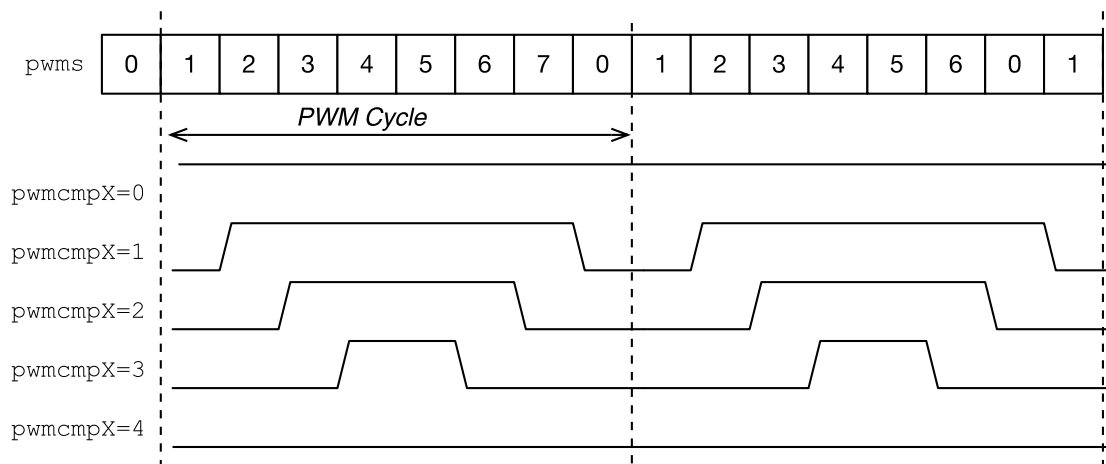 pwms 0 1 2 3 4 5 6 7 0 1 2 3 4 5 6 0 1
PWM Cycle
pwmcmpX=0
pwmcmpX=1
pwmcmpX=2
pwmcmpX=3
pwmcmpX=4